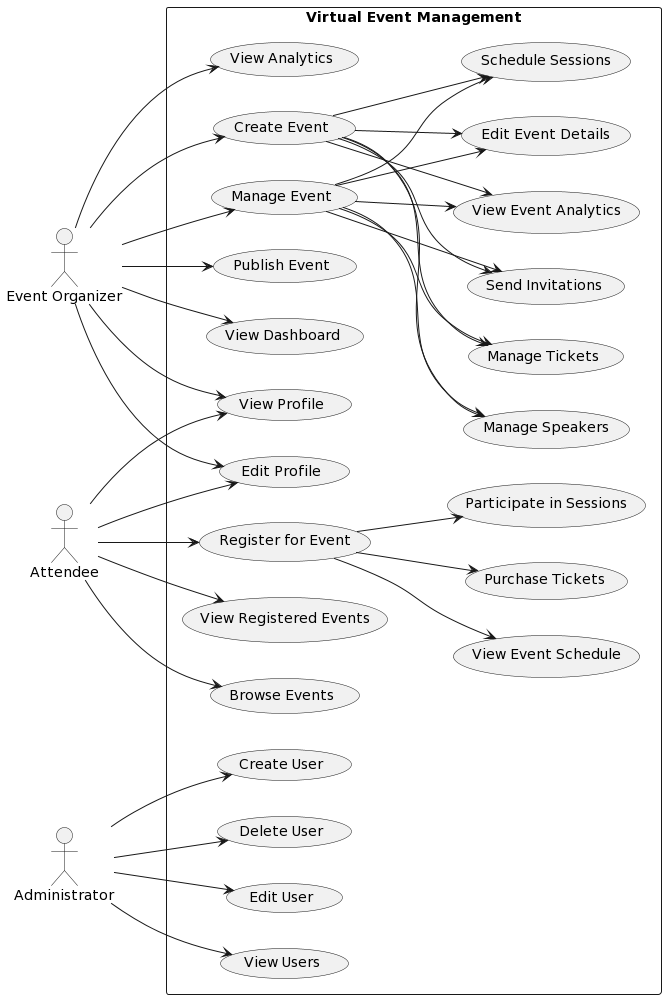 Virtual Event Management
View Analytics
Schedule Sessions
Create Event
Edit Event Details
Manage Event
View Event Analytics
Event Organizer
Publish Event
Send Invitations
View Dashboard
Manage Tickets
View Profile
Manage Speakers
Edit Profile
Participate in Sessions
Attendee
Register for Event
Purchase Tickets
View Registered Events
View Event Schedule
Browse Events
Create User
Delete User
Administrator
Edit User
View Users